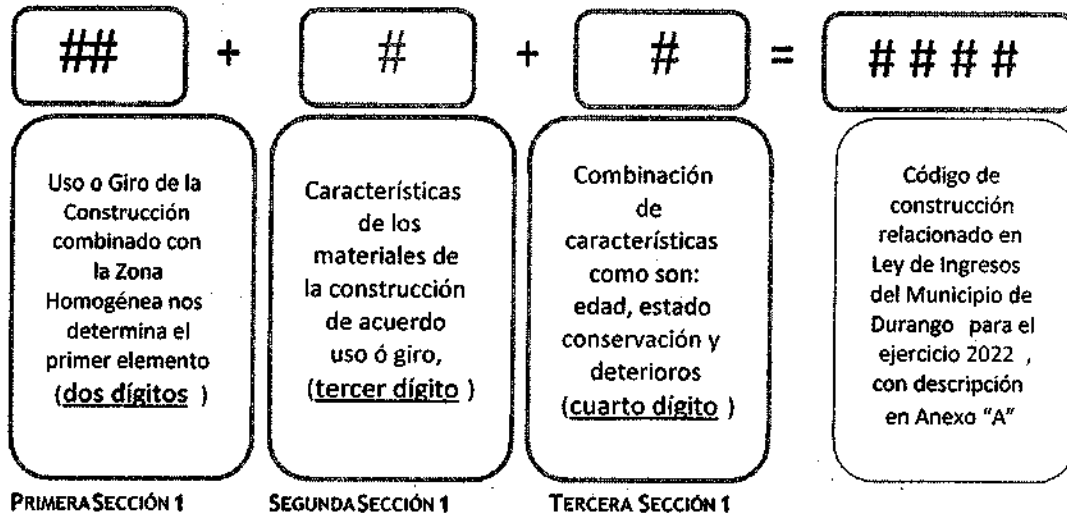 ## + # + # = # # # #
Uso o Giro de la
Construcción
combinado con
la Zona
Homogénea nos
determina el
primer elemento
(dos dígitos )
Características
de los
materiales de
la construcción
de acuerdo
uso ó giro,
(tercer dígito )
Combinación
de
características
como son:
edad, estado
conservación y
deterioros
(cuarto dígito )
Código de
construcción
relacionado en
Ley de Ingresos
del Municipio de
Durango para el
ejercicio 2022 ,
con descripción
en Anexo "A"
PRIMERA SECCIÓN 1
SEGUNDA SECCIÓN 1
TERCERA SECCIÓN 1